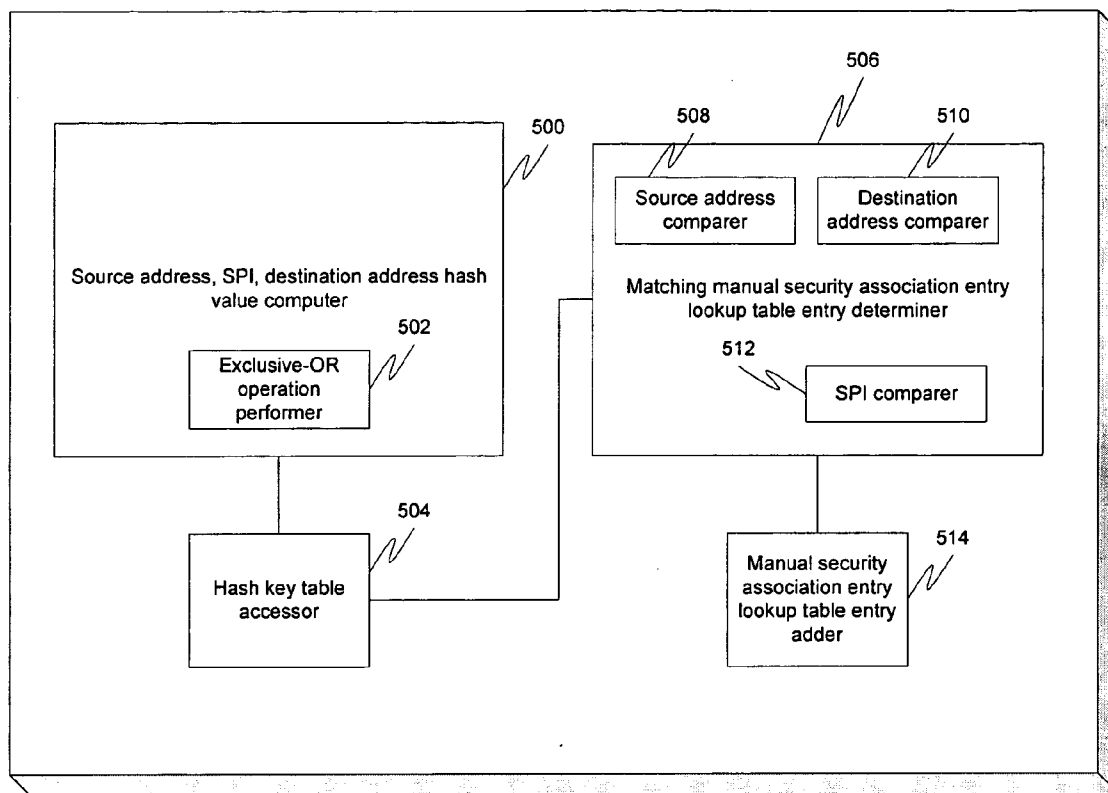 506
508
510
500
Source address
comparer
Destination
address comparer
Source address, SPI, destination address hash
value computer
Matching manual security association entry
lookup table entry determiner
502
Exclusive-OR
operation
performer
512
SPI comparer
504
Hash key table
accessor
514
Manual security
association entry
lookup table entry
adder